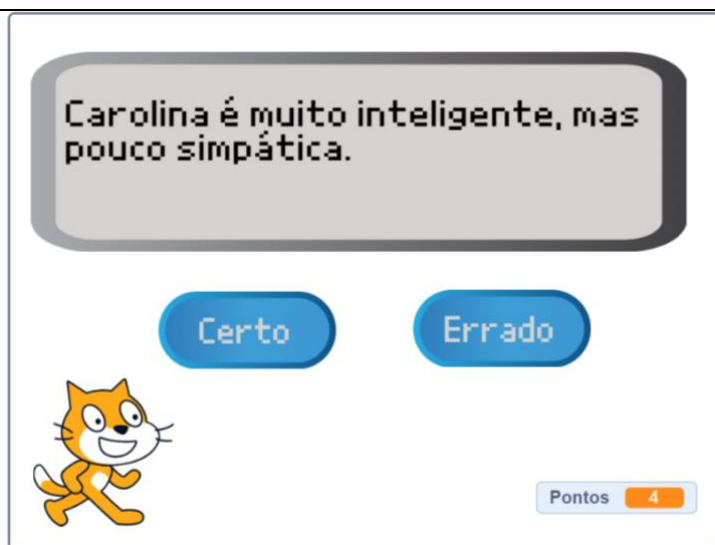 Carolina é muito inteligente, mas
pouco simpática.
Certo
Errado
Pontos 4